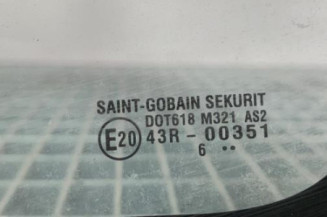 SAINT-GOBAIN SEKURIT
DOT618 M321 AS2
E20 43R - 00351
6 ••